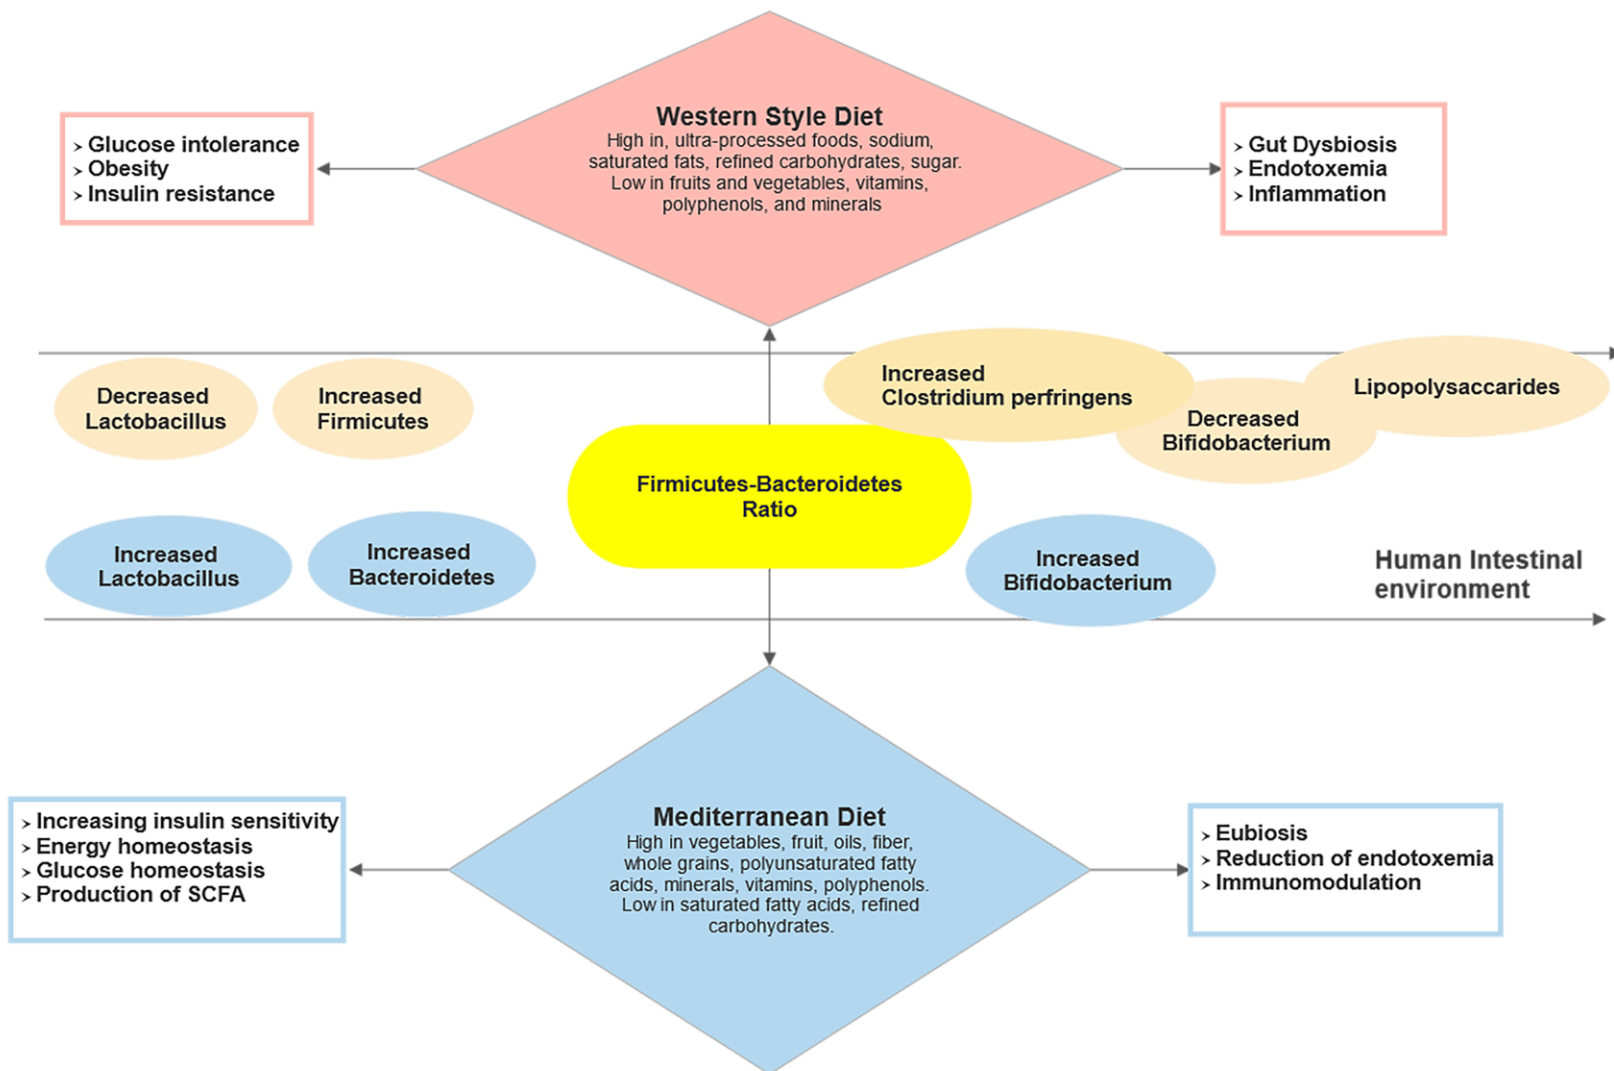 Western Style Diet
High in, ultra-processed foods, sodium,
saturated fats, refined carbohydrates, sugar.
Low in fruits and vegetables, vitamins,
polyphenols, and minerals
➢ Glucose intolerance
➢ Obesity
➢ Insulin resistance
➢ Gut Dysbiosis
➢ Endotoxemia
➢ Inflammation
Decreased
Lactobacillus
Increased
Firmicutes
Increased
Clostridium perfringens
Decreased
Bifidobacterium
Lipopolysaccarides
Firmicutes-Bacteroidetes
Ratio
Increased
Lactobacillus
Increased
Bacteroidetes
Increased
Bifidobacterium
Human Intestinal
environment
Mediterranean Diet
High in vegetables, fruit, oils, fiber,
whole grains, polyunsaturated fatty
acids, minerals, vitamins, polyphenols.
Low in saturated fatty acids, refined
carbohydrates.
➢ Increasing insulin sensitivity
➢ Energy homeostasis
➢ Glucose homeostasis
➢ Production of SCFA
➢ Eubiosis
➢ Reduction of endotoxemia
➢ Immunomodulation